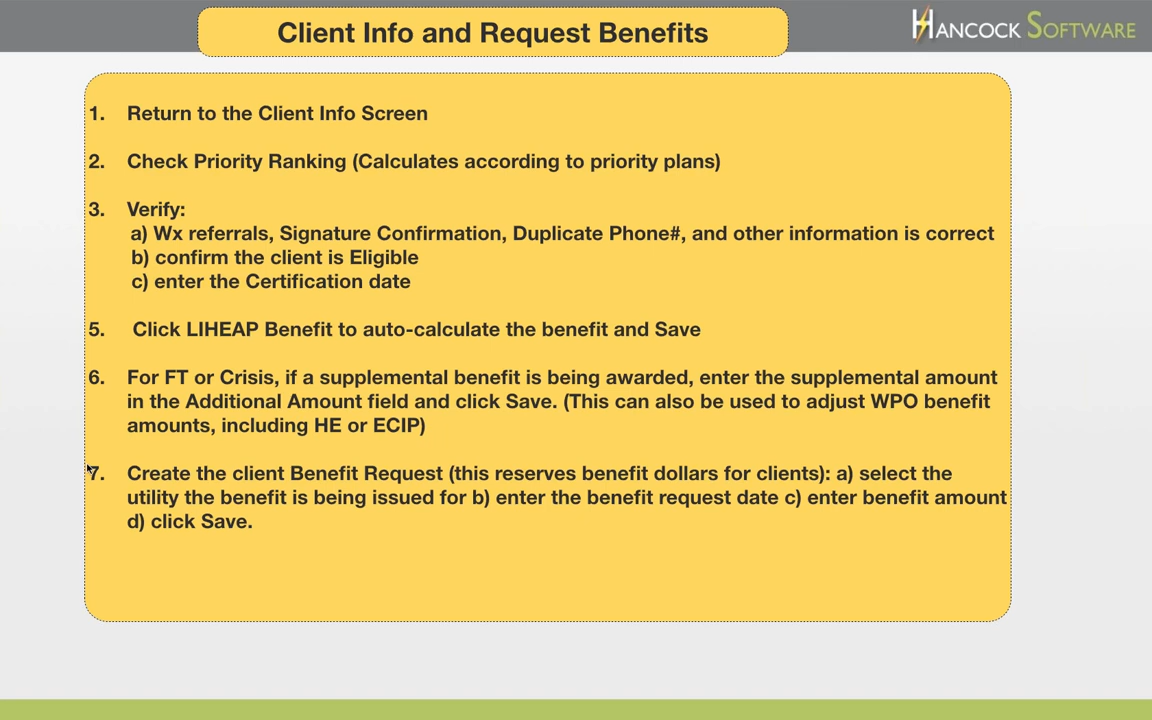 Client Info and Request Benefits
HANCOCK SOFTWARE
1. Return to the Client Info Screen
2. Check Priority Ranking (Calculates according to priority plans)
3. Verify:
a) Wx referrals, Signature Confirmation, Duplicate Phone#, and other information is correct
b) confirm the client is Eligible
c) enter the Certification date
5. Click LIHEAP Benefit to auto-calculate the benefit and Save
6. For FT or Crisis, if a supplemental benefit is being awarded, enter the supplemental amount
in the Additional Amount field and click Save. (This can also be used to adjust WPO benefit
amounts, including HE or ECIP)
7. Create the client Benefit Request (this reserves benefit dollars for clients): a) select the
utility the benefit is being issued for b) enter the benefit request date c) enter benefit amount
d) click Save.